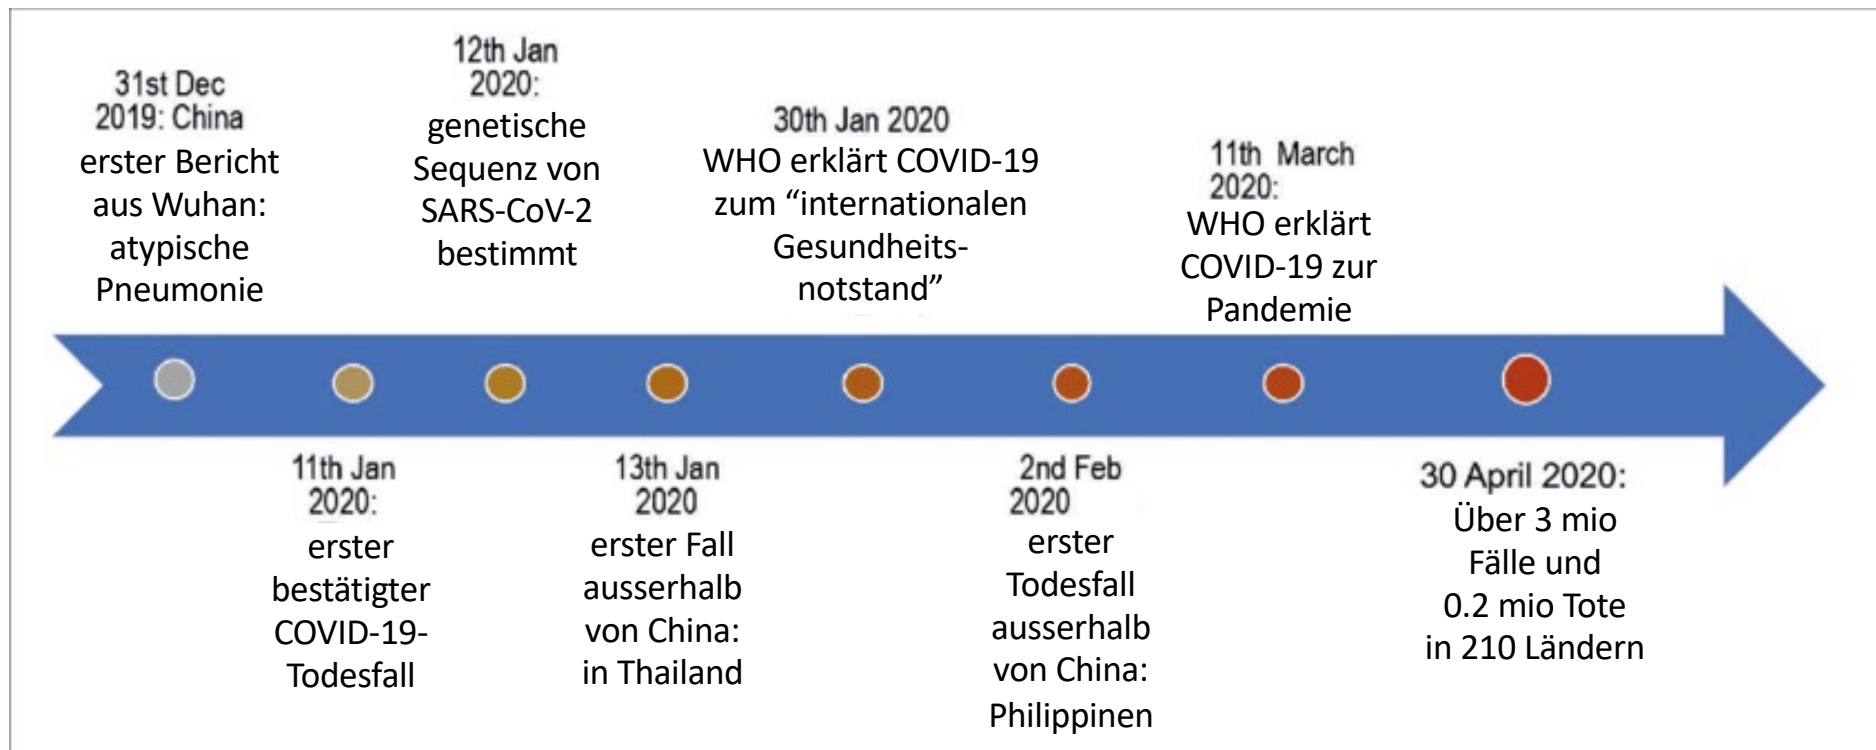 31st Dec
2019: China
erster Bericht
aus Wuhan:
atypische
Pneumonie
11th Jan
2020:
erster
bestätigter
COVID-19-
Todesfall
12th Jan
2020:
genetische
Sequenz von
SARS-CoV-2
bestimmt
13th Jan
2020
erster Fall
ausserhalb
von China:
in Thailand
30th Jan 2020
WHO erklärt COVID-19
zum “internationalen
Gesundheits-
notstand”
2nd Feb
2020
erster
Todesfall
ausserhalb
von China:
Philippinen
11th March
2020:
WHO erklärt
COVID-19 zur
Pandemie
30 April 2020:
Über 3 mio
Fälle und
0.2 mio Tote
in 210 Ländern